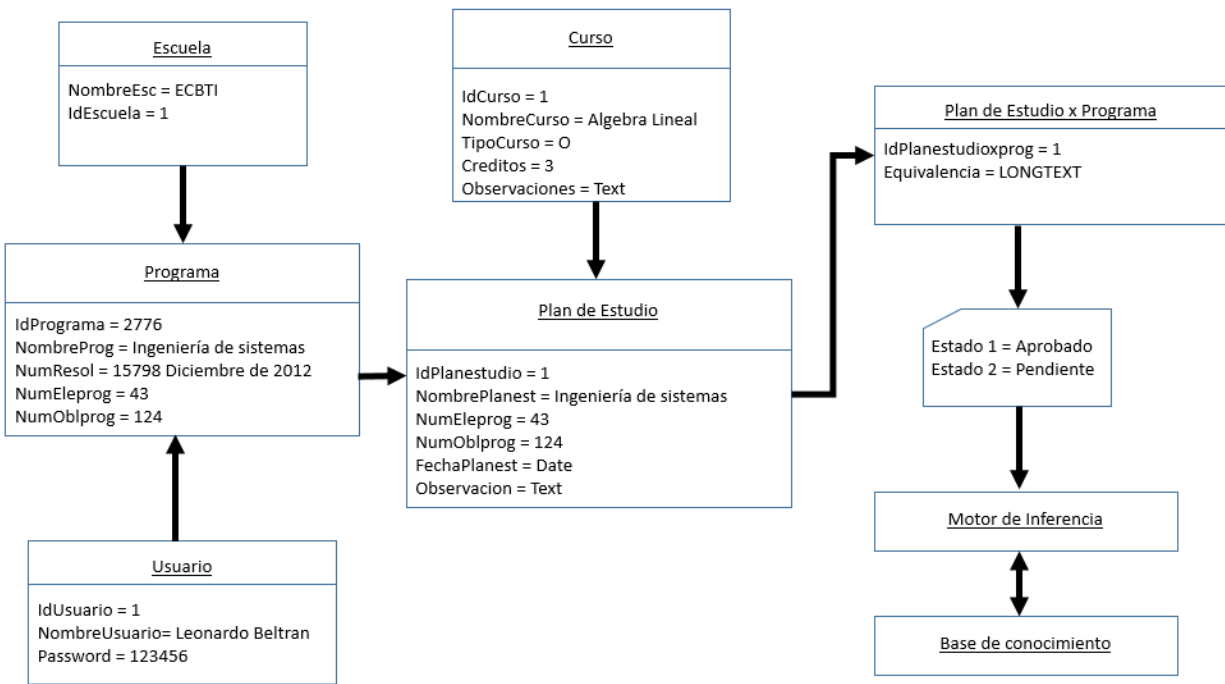 Escuela
NombreEsc = ECBTI
IdEscuela = 1
Curso
IdCurso = 1
NombreCurso = Algebra Lineal
TipoCurso = O
Creditos = 3
Observaciones = Text
Plan de Estudio x Programa
IdPlanestudioxprog = 1
Equivalencia = LONGTEXT
Programa
IdPrograma = 2776
NombreProg = Ingeniería de sistemas
NumResol = 15798 Diciembre de 2012
NumEleprog = 43
NumOblprog = 124
Plan de Estudio
IdPlanestudio = 1
NombrePlanest = Ingeniería de sistemas
NumEleprog = 43
NumOblprog = 124
FechaPlanest = Date
Observacion = Text
Estado 1 = Aprobado
Estado 2 = Pendiente
Motor de Inferencia
Usuario
IdUsuario = 1
NombreUsuario= Leonardo Beltran
Password = 123456
Base de conocimiento